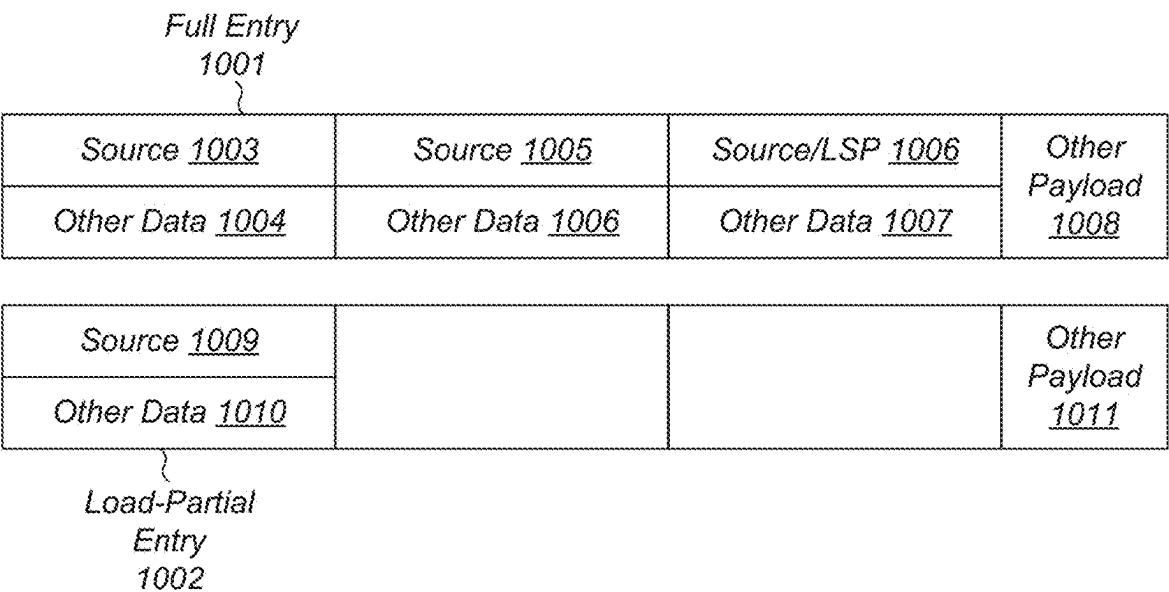 Full Entry
1001
Source 1003
Source 1005
Source/LSP 1006
Other
Payload
1008
Other Data 1004
Other Data 1006
Other Data 1007
Source 1009
Other
Payload
1011
Other Data 1010
Load-Partial
Entry
1002